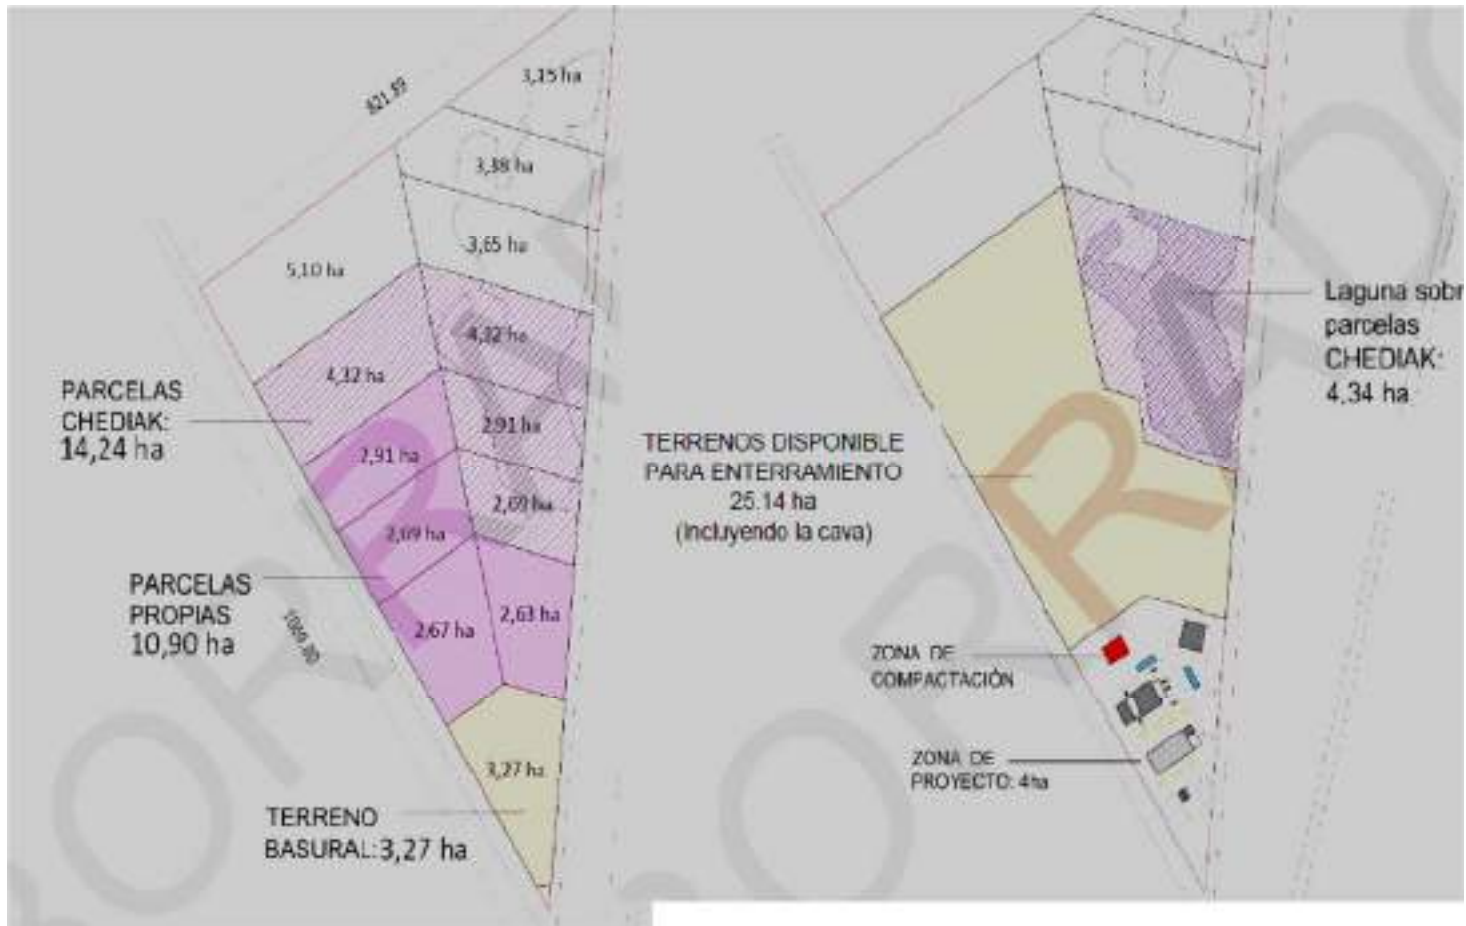 3,15 ha
821.89
3,38 ha
3,65 ha
5,10 ha
4,32 ha
4,32 ha
PARCELAS
CHEDIAK:
14,24 ha
2,91 ha
2,91 ha
2,69 ha
2,69 ha
PARCELAS
PROPIAS
10,90 ha
2,63 ha
2,67 ha
3,27 ha
TERRENO
BASURAL:3,27 ha
Laguna sobr
parcelas
CHEDIAK:
4,34 ha
TERRENOS DISPONIBLE
PARA ENTERRAMIENTO
25.14 ha
(incluyendo la cava)
ZONA DE
COMPACTACIÓN
ZONA DE
PROYECTO: 4ha